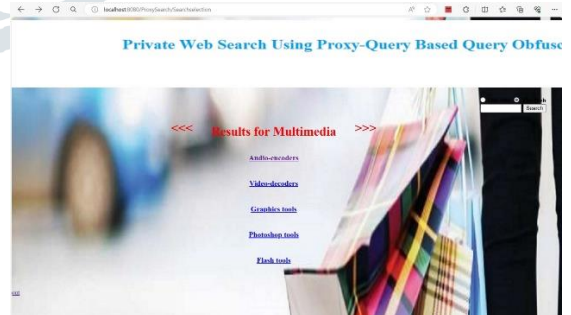 localhost:8080/ProxySearch/Searchselection
Private Web Search Using Proxy-Query Based Query Obfusc
Search
<<< Results for Multimedia >>>
Audio-encaders
Video-decoders
Graphics tools
Photoshop tools
Flash tools